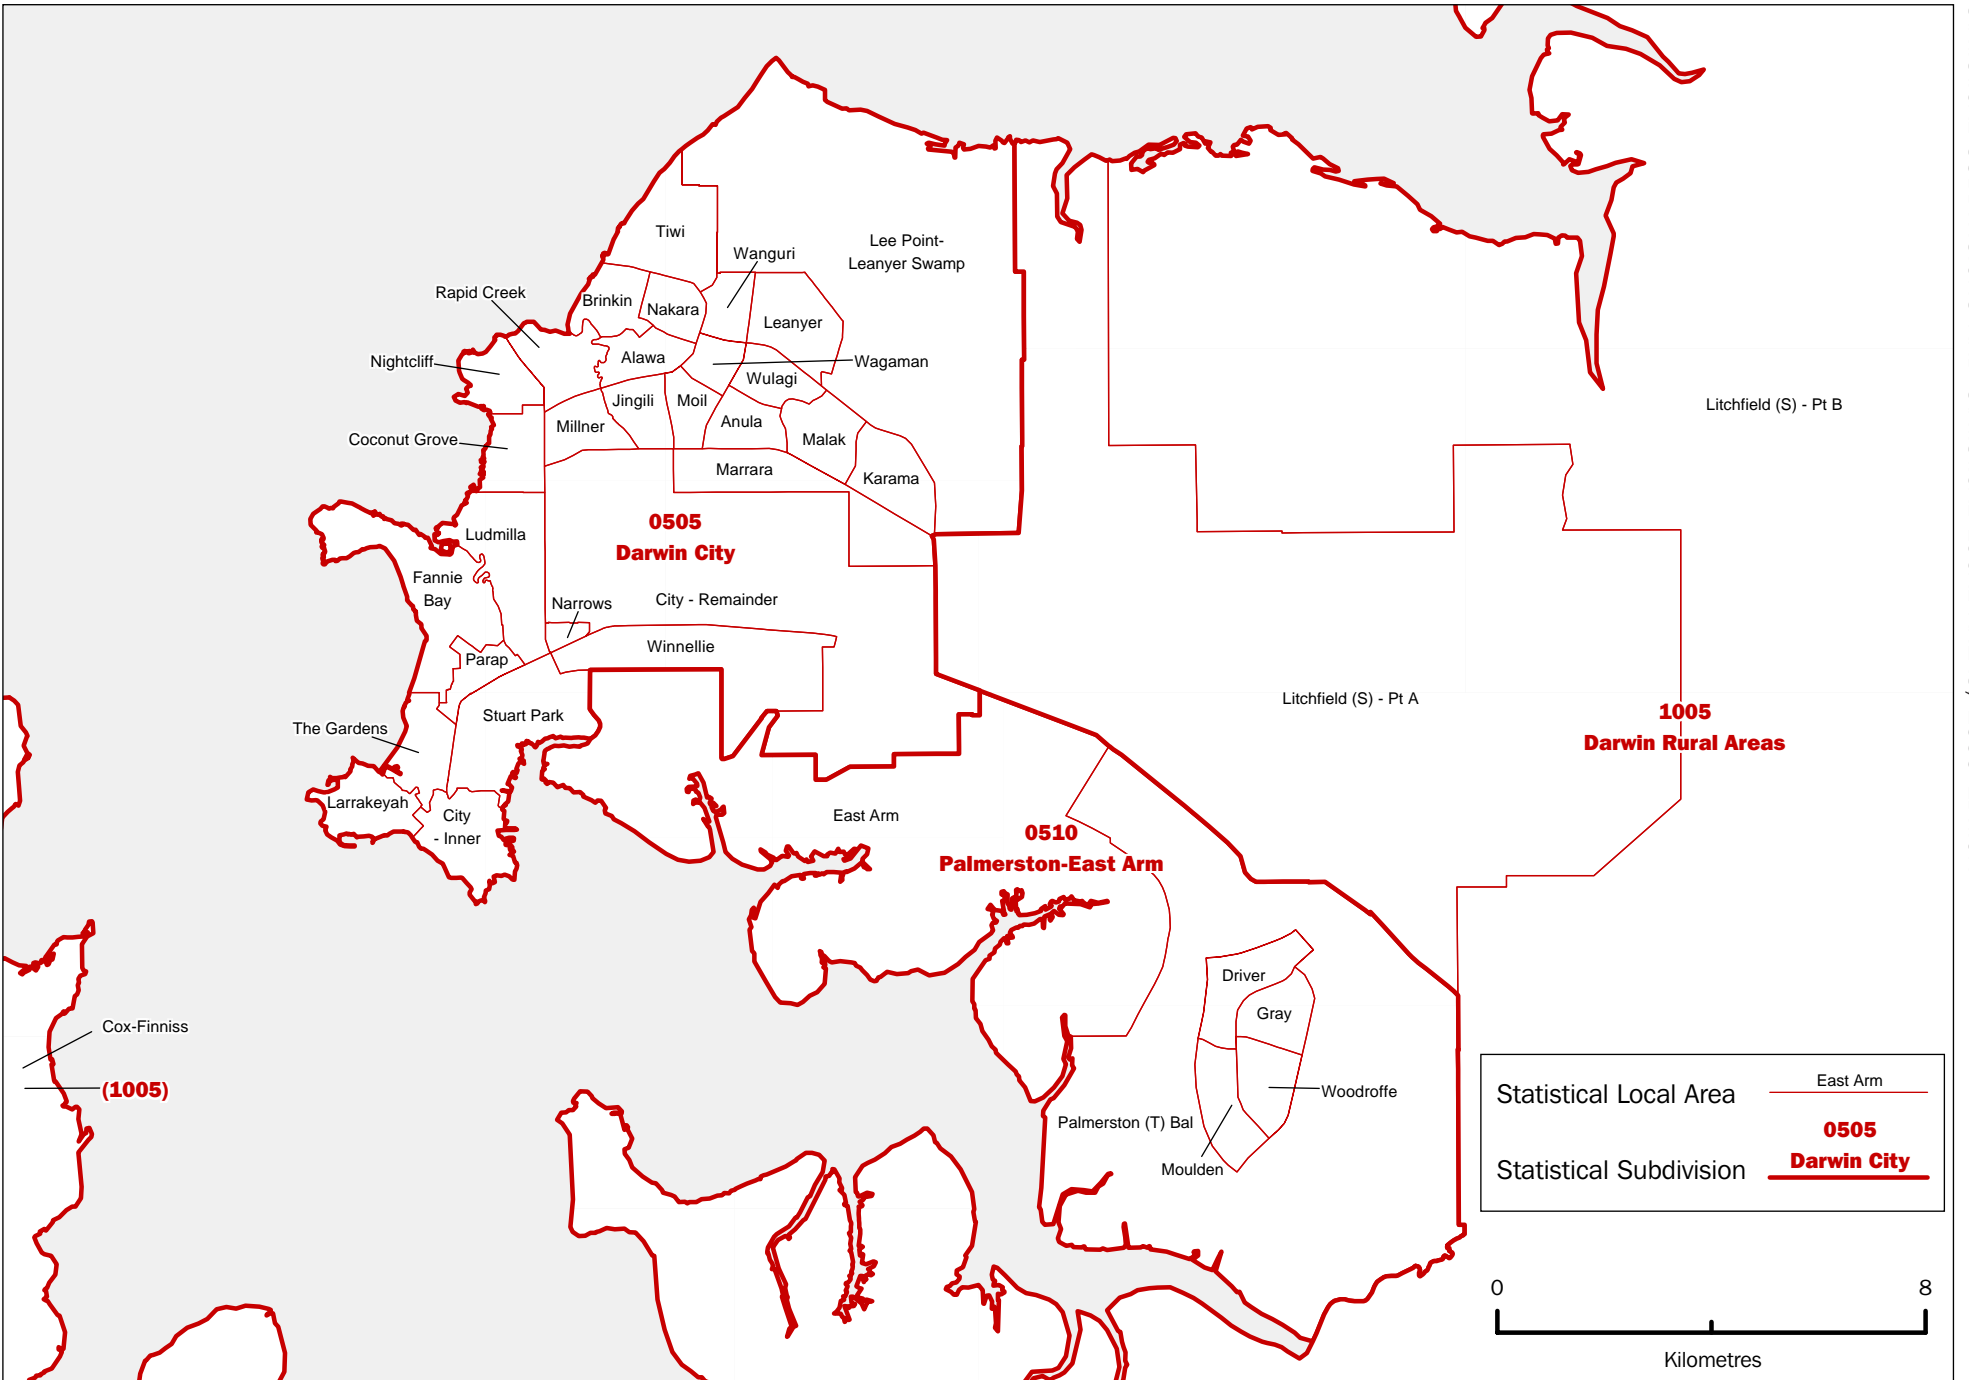 Tiwi
Wanguri
Lee Point-
Leanyer Swamp
Rapid Creek
Brinkin
Nakara
Leanyer
Nightcliff
Alawa
Wagaman
Wulagi
Jingili
Moil
Litchfield (S) - Pt B
Millner
Anula
Coconut Grove
Malak
Marrara
Karama
0505
Darwin City
Ludmilla
Fannie
Bay
Narrows
City - Remainder
Winnellie
Parap
Litchfield (S) - Pt A
1005
Darwin Rural Areas
Stuart Park
The Gardens
Larrakeyah
City
- Inner
East Arm
0510
Palmerston-East Arm
Driver
Gray
Cox-Finniss
(1005)
Woodroffe
Palmerston (T) Bal
Moulden
Statistical Local Area
East Arm
0505
Darwin City
Statistical Subdivision
0
8
Kilometres